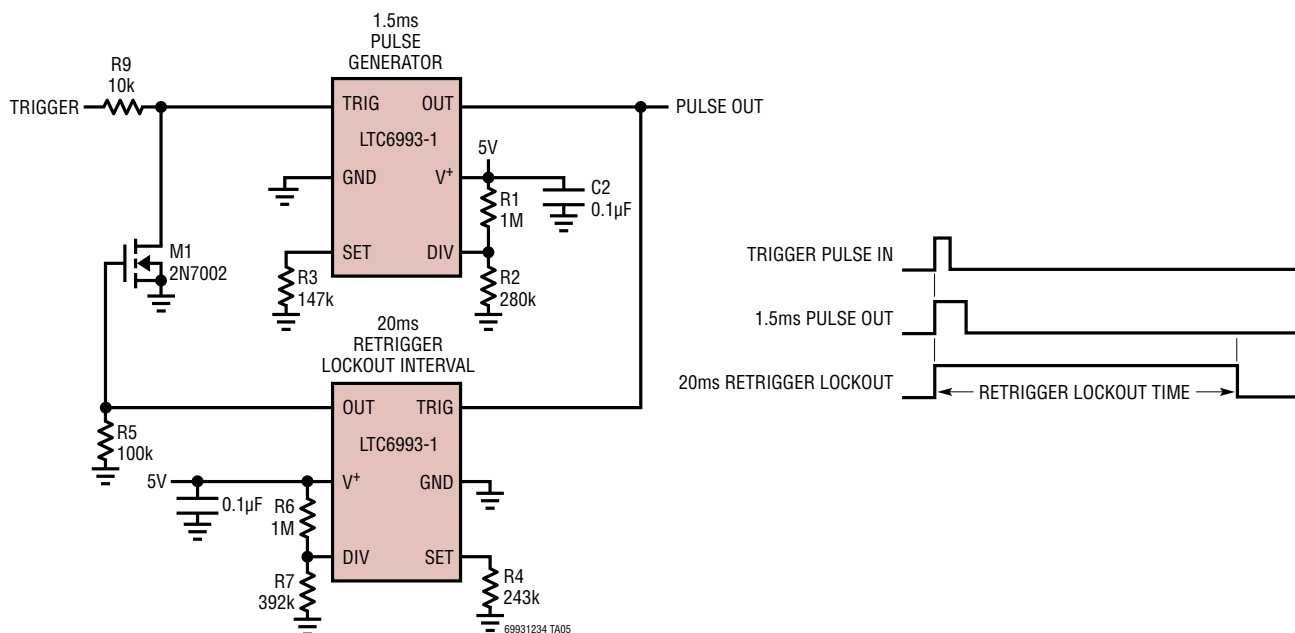 1.5ms
PULSE
GENERATOR
R9
10k
TRIGGER
TRIG
OUT
PULSE OUT
LTC6993-1
5V
GND
V+
R1
1M
C2
0.1µF
M1
2N7002
SET
DIV
R3
147k
R2
280k
20ms
RETRIGGER
LOCKOUT INTERVAL
OUT
TRIG
R5
100k
LTC6993-1
5V
V+
GND
0.1µF
R6
1M
DIV
SET
R7
392k
R4
243k
69931234 TA05
TRIGGER PULSE IN
1.5ms PULSE OUT
20ms RETRIGGER LOCKOUT
RETRIGGER LOCKOUT TIME